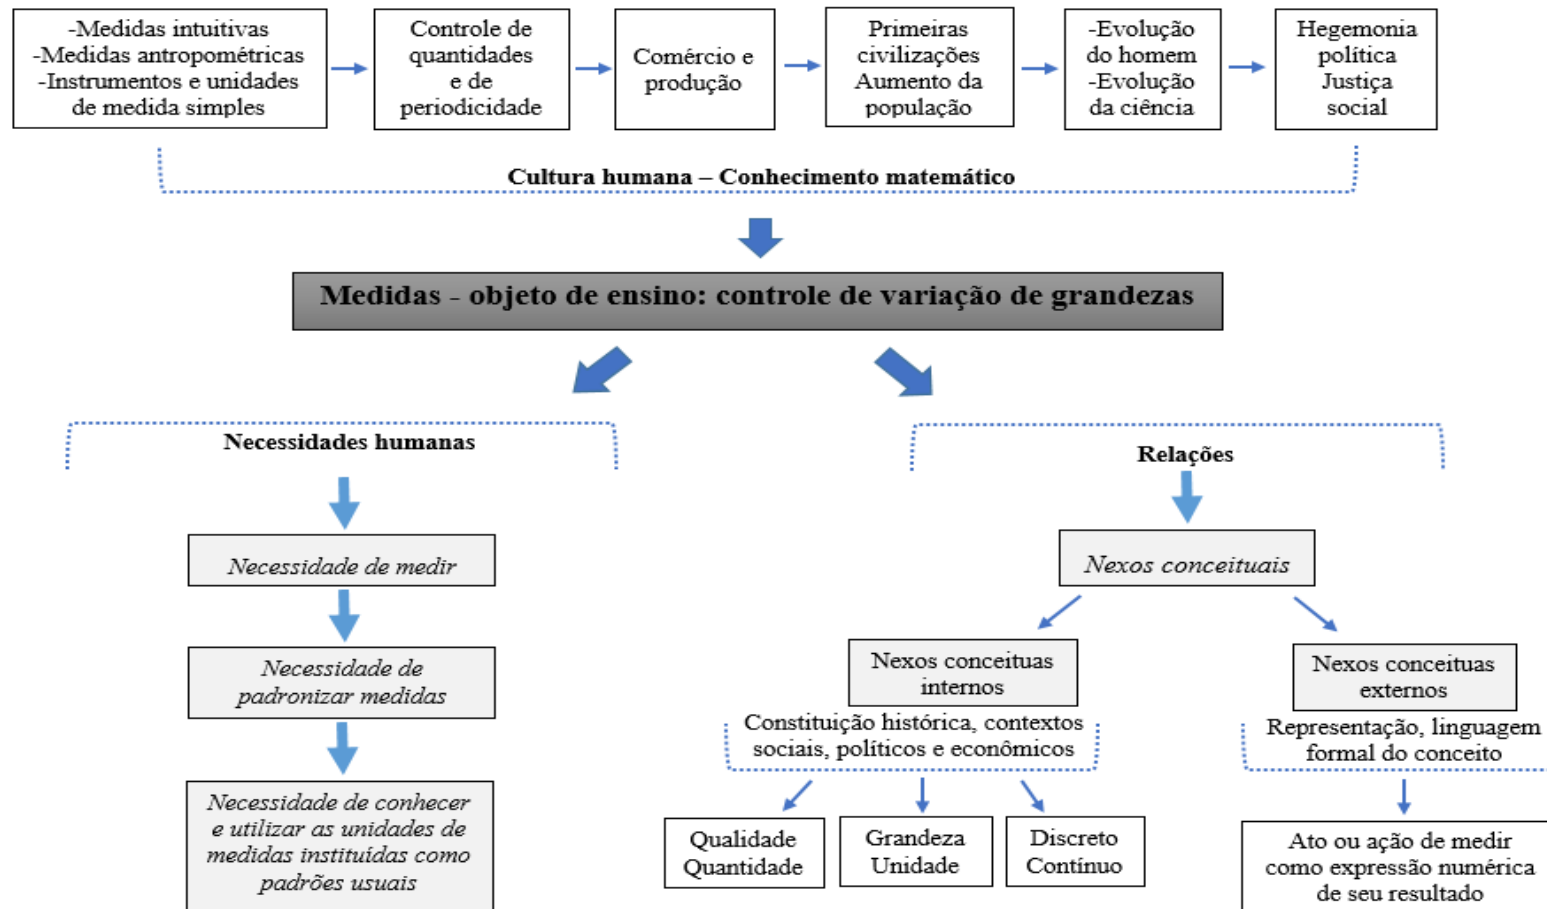 -Medidas intuitivas
-Medidas antropométricas
-Instrumentos e unidades
de medida simples
Controle de
quantidades
e de
periodicidade
Comércio e
produção
Primeiras
civilizações
Aumento da
população
-Evolução
do homem
-Evolução
da ciência
Hegemonia
política
Justiça
social
Cultura humana – Conhecimento matemático
Medidas - objeto de ensino: controle de variação de grandezas
Necessidades humanas
Necessidade de medir
Necessidade de
padronizar medidas
Necessidade de conhecer
e utilizar as unidades de
medidas instituídas como
padrões usuais
Relações
Nexos conceituais
Nexos conceituas
internos
Constituição histórica, contextos
sociais, políticos e econômicos
Qualidade
Quantidade
Grandeza
Unidade
Discreto
Contínuo
Nexos conceituas
externos
Representação, linguagem
formal do conceito
Ato ou ação de medir
como expressão numérica
de seu resultado